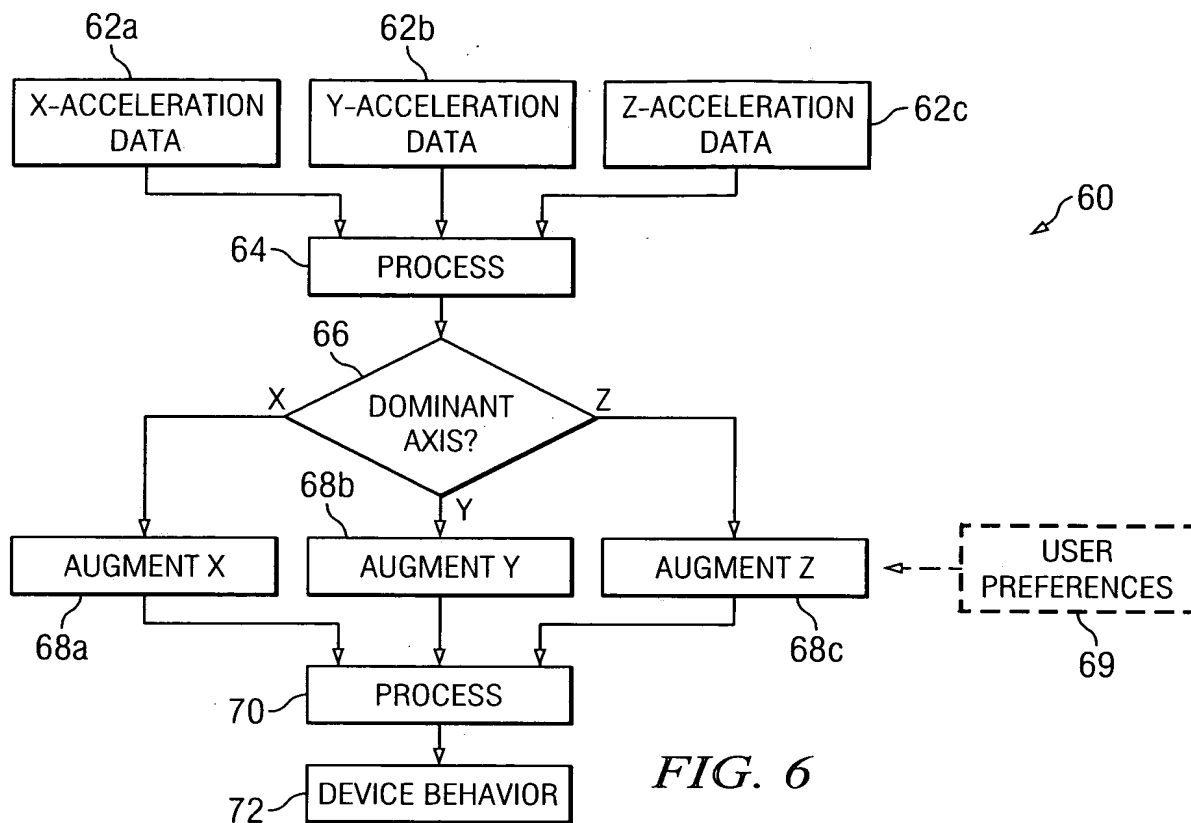 62a
62b
X-ACCELERATION
DATA
Y-ACCELERATION
DATA
Z-ACCELERATION
DATA
62c
60
64
PROCESS
66
X
DOMINANT
AXIS?
Z
Y
68b
AUGMENT X
AUGMENT Y
AUGMENT Z
USER
PREFERENCES
68a
68c
69
70
PROCESS
72
DEVICE BEHAVIOR
FIG. 6